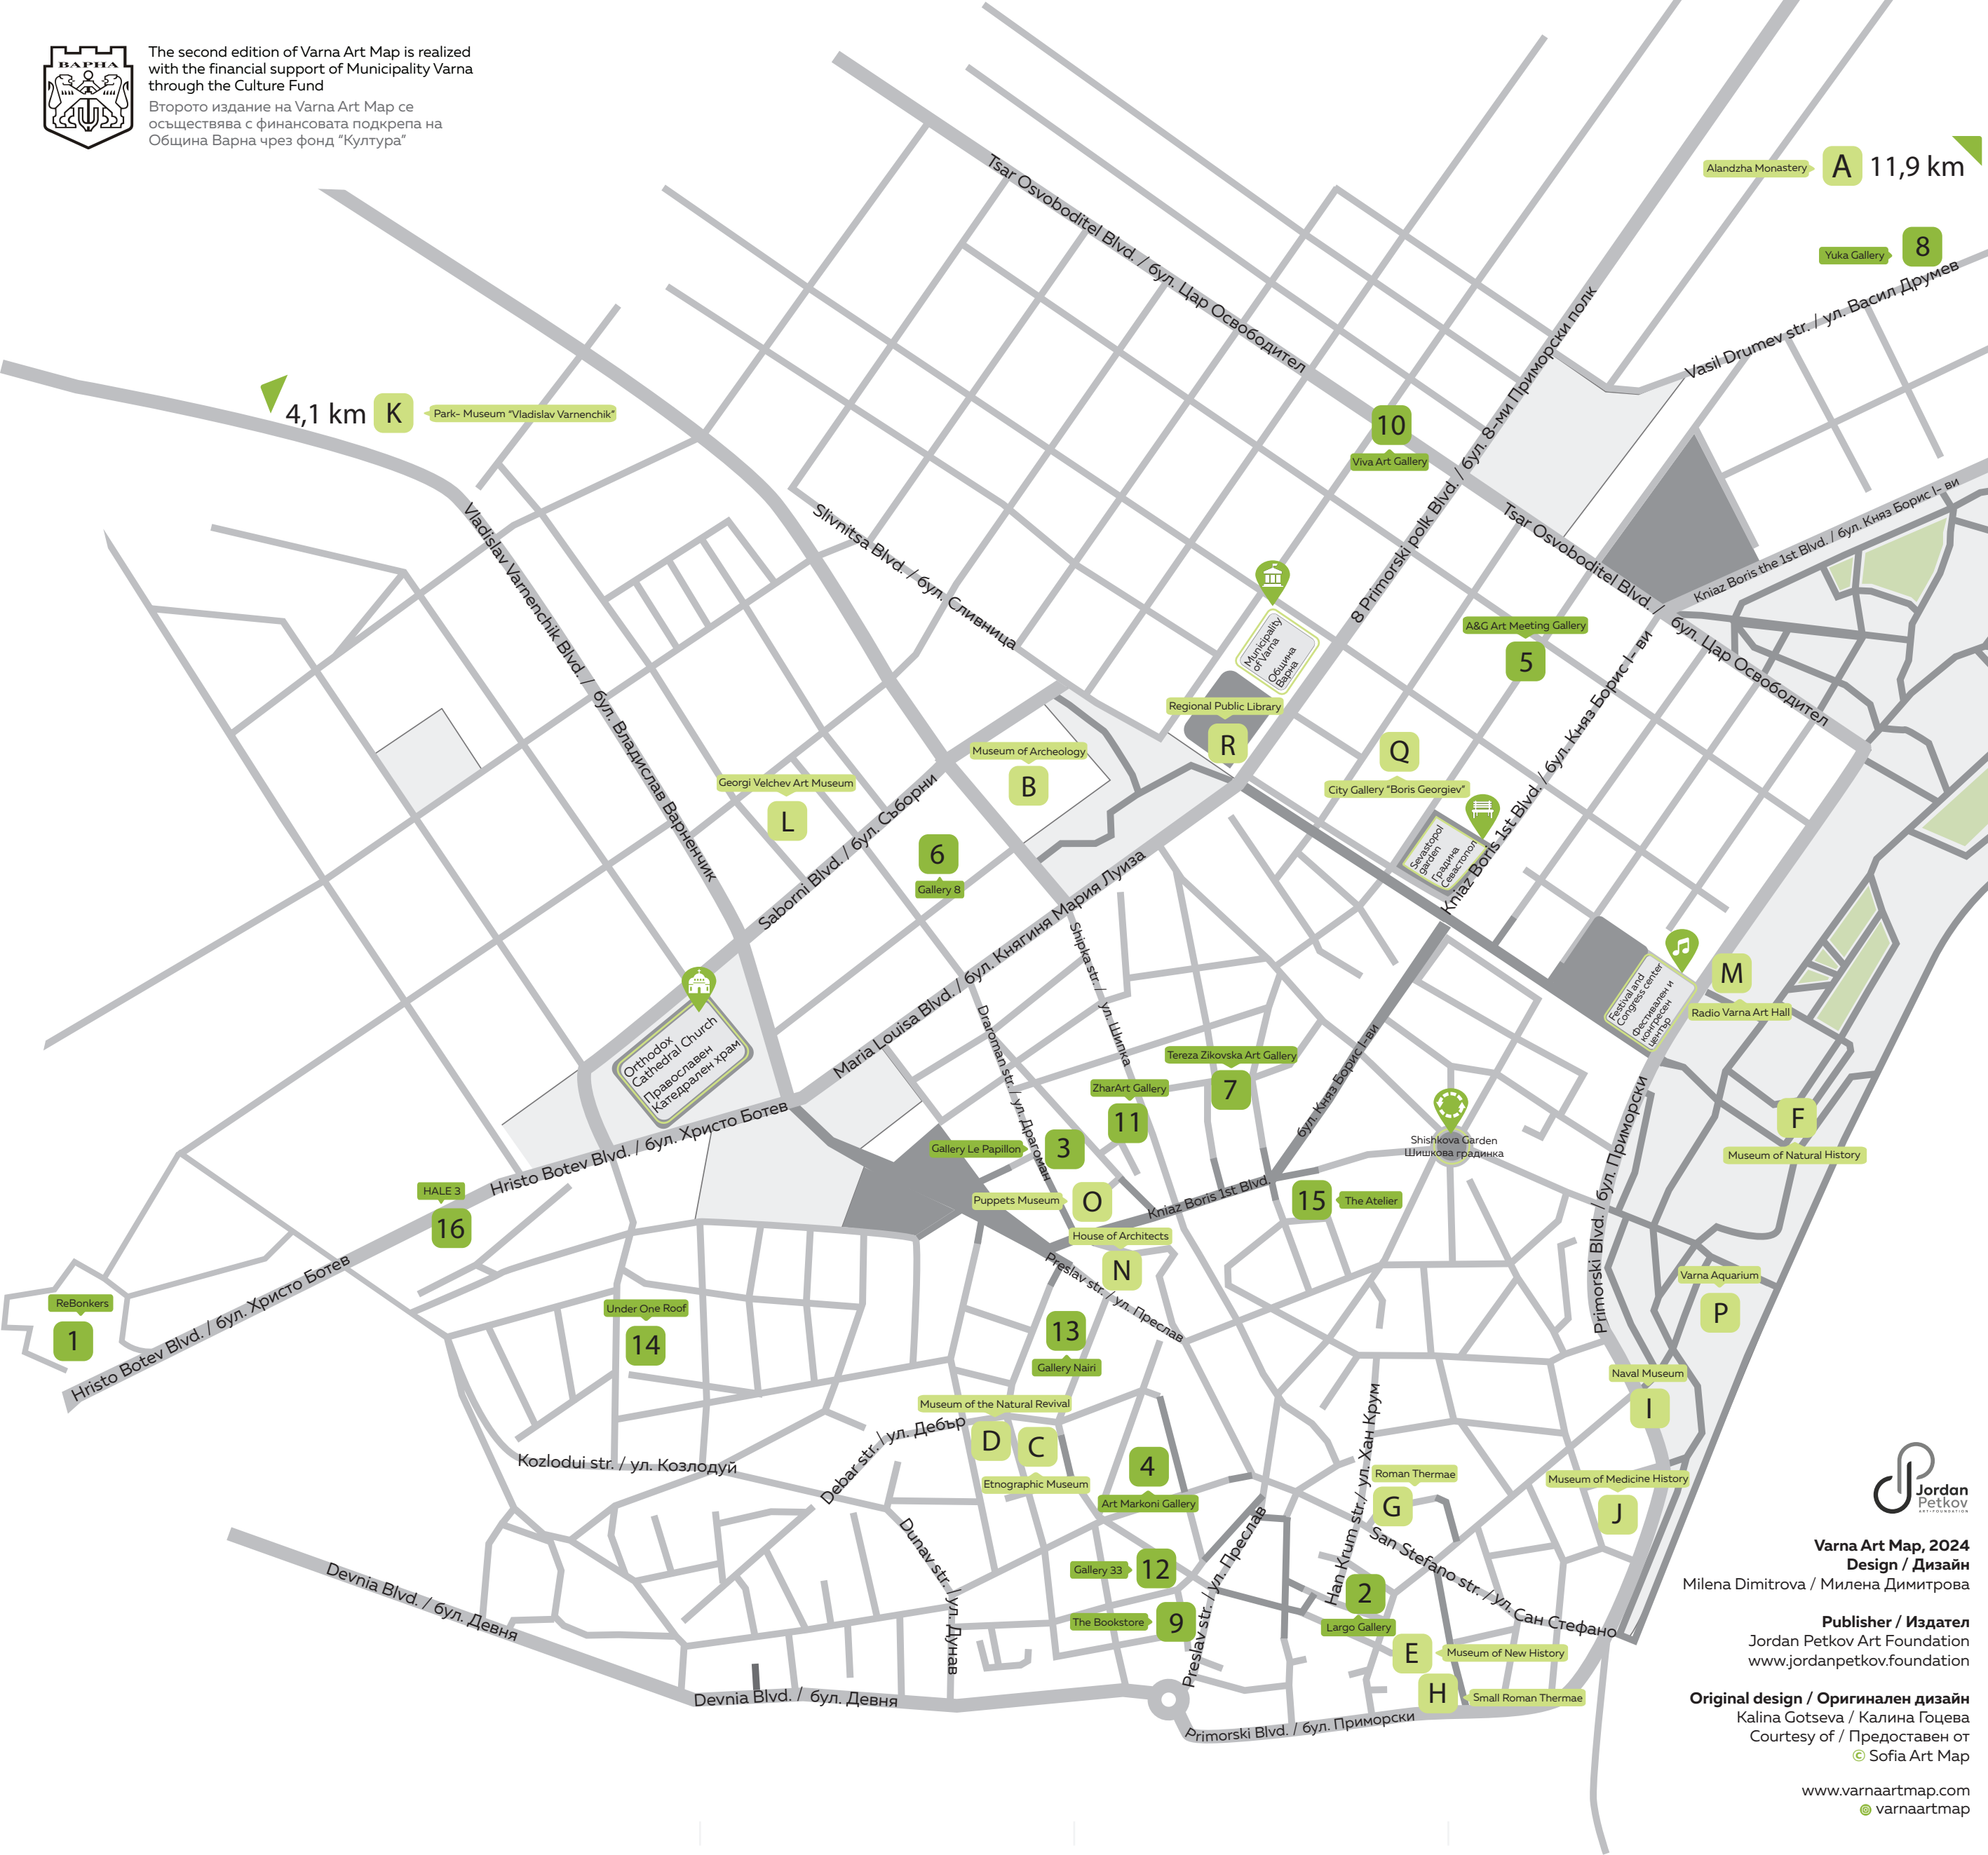 ВАРНА
The second edition of Varna Art Map is realized
with the financial support of Municipality Varna
through the Culture Fund
Второто издание на Varna Art Map се
осъществява с финансовата подкрепа на
Община Варна чрез фонд “Култура”
Tsar Osvoboditel Blvd. / бул. Цар Освободител
Alandzha Monastery
A
11,9 km
Yuka Gallery
8
Vasil Drumev str. / ул. Васил Друмев
4,1 km
K
Park- Museum “Vladislav Varnenchik”
10
Viva Art Gallery
8 Primorski polk Blvd. / бул. 8-ми Приморски полк
Vladislav Varnenchik Blvd. / бул. Владислав Варненчик
Slivnitsa Blvd. / бул. Сливница
Tsar Osvoboditel Blvd. / бул. Цар Освободител
Kniaz Boris the 1st Blvd. / бул. Княз Борис I- ви
Municipality
of Varna
Община
Варна
A&G Art Meeting Gallery
5
Regional Public Library
R
Museum of Archeology
B
Q
City Gallery “Boris Georgiev”
Georgi Velchev Art Museum
L
Sevastopol
garden
Градина
Севастопол
Kniaz Boris 1st Blvd. / бул. Княз Борис I- ви
Saborni Blvd. / бул. Съборни
6
Gallery 8
Maria Louisa Blvd. / бул. Княгиня Мария Луиза
Shipka str. / ул. Шипка
Festival and
Congress center
Фестивален и
конгресен
център
M
Radio Varna Art Hall
Orthodox
Cathedral Church
Православен
Катедрален храм
Draroman str. / ул. Драгоман
Tereza Zikovska Art Gallery
7
ZharArt Gallery
11
бул. Княз Борис I-ви
Shishkova Garden
Шишкова градинка
F
Museum of Natural History
Hristo Botev Blvd. / бул. Христо Ботев
Gallery Le Papillon
3
HALE 3
16
Puppets Museum
O
Kniaz Boris 1st Blvd.
15
The Atelier
House of Architects
N
Preslav str. / ул. Преслав
Primorski Blvd. / бул. Приморски
Varna Aquarium
P
ReBonkers
1
Hristo Botev Blvd. / бул. Христо Ботев
Under One Roof
14
13
Gallery Nairi
Naval Museum
I
Museum of the Natural Revival
D
C
Etnographic Museum
Debar str. / ул. Дебър
Kozlodui str. / ул. Козлодуй
4
Art Markoni Gallery
Han Krum str. / ул. Хан Крум
Roman Thermae
G
Museum of Medicine History
J
San Stefano str. / ул. Сан Стефано
Dunav str. / ул. Дунав
Gallery 33
12
The Bookstore
9
Preslav str. / ул. Преслав
2
Largo Gallery
E
Museum of New History
H
Small Roman Thermae
Devnia Blvd. / бул. Девня
Devnia Blvd. / бул. Девня
Primorski Blvd. / бул. Приморски
Jordan
Petkov
ART FOUNDATION
Varna Art Map, 2024
Design / Дизайн
Milena Dimitrova / Милена Димитрова
Publisher / Издател
Jordan Petkov Art Foundation
www.jordanpetkov.foundation
Original design / Оригинален дизайн
Kalina Gotseva / Калина Гоцева
Courtesy of / Предоставен от
© Sofia Art Map
www.varnaartmap.com
varnaartmap